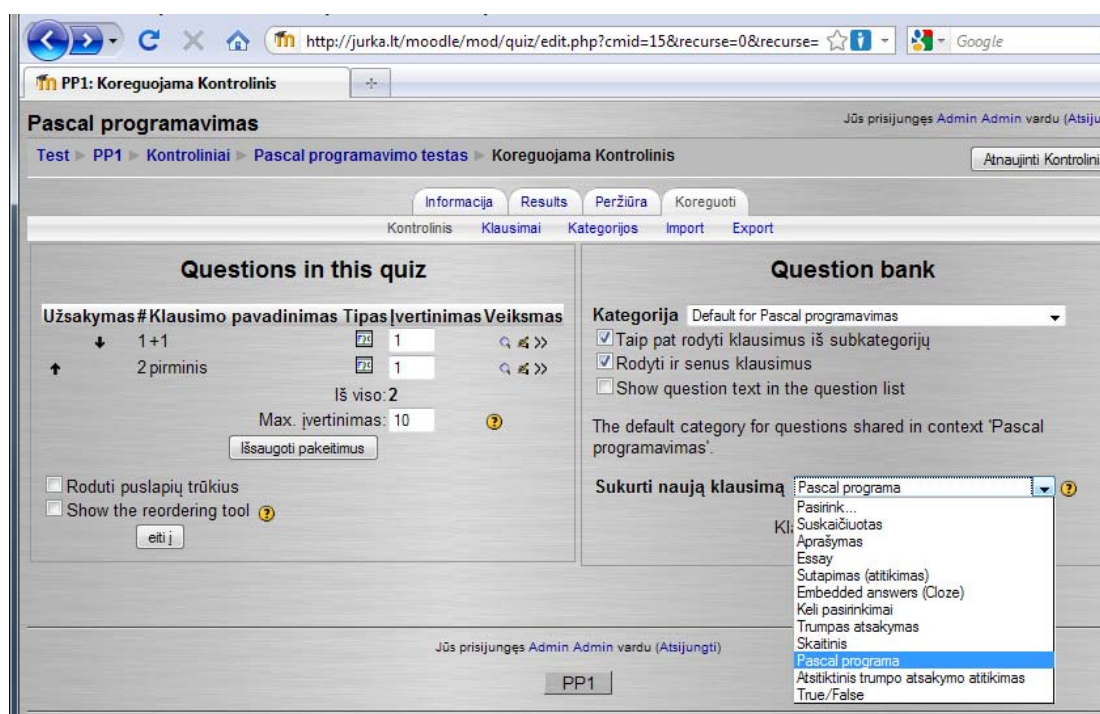 http://jurka.lt/moodle/mod/quiz/edit.php?cmid=15&recurse=0&recurse=
Google
PP1: Koreguojama Kontrolinis
Pascal programavimas
Jūs prisijungęs Admin Admin vardu (Atsiju
Test ► PP1 ► Kontroliniai ► Pascal programavimo testas ► Koreguojama Kontrolinis
Atnaujinti Kontrolini
Informacija Results Peržiūra Koreguoti
Kontrolinis Klausimai Kategorijos Import Export
Questions in this quiz
Užsakymas # Klausimo pavadinimas Tipas Įvertinimas Veiksmas
1 1+1 1
2 pirminis 1
Iš viso: 2
Max. įvertinimas: 10
Išsaugoti pakeitimus
Roduti puslapių trūkius
Show the reordering tool
eiti į
Question bank
Kategorija Default for Pascal programavimas
Taip pat rodyti klausimus iš subkategorijų
Rodyti ir senus klausimus
Show question text in the question list
The default category for questions shared in context 'Pascal
programavimas'.
Sukurti naują klausimą Pascal programa
Kl
Pasirink...
Suskaičiuotas
Aprašymas
Essay
Sutapimas (atitikimas)
Embedded answers (Cloze)
Keli pasirinkimai
Trumpas atsakymas
Skaitinis
Pascal programa
Atsitiktinis trumpo atsakymo atitikimas
True/False
Jūs prisijungęs Admin Admin vardu (Atsijungti)
PP1